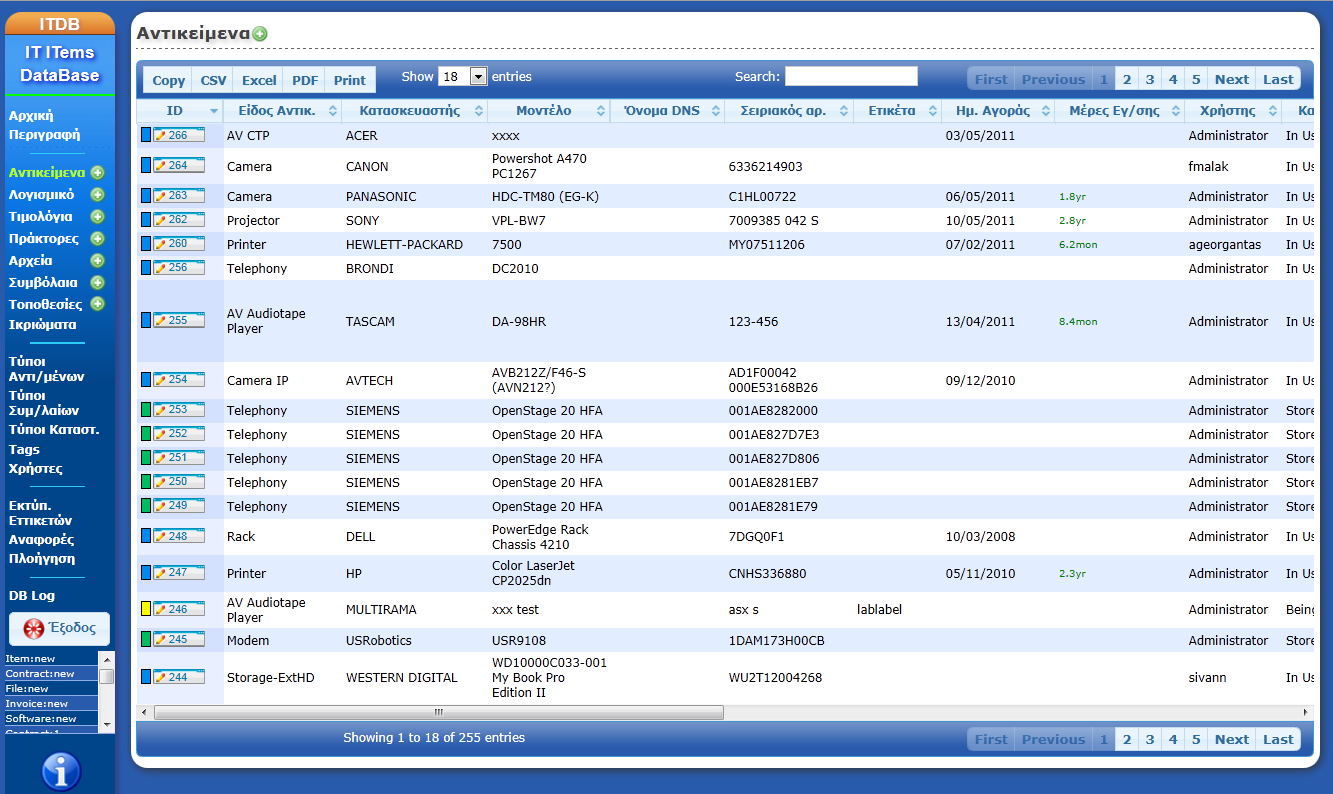 ITDB
IT ITems
DataBase
Αρχική
Περιγραφή
Αντικείμενα
Λογισμικό
Τιμολόγια
Πράκτορες
Αρχεία
Συμβόλαια
Τοποθεσίες
Ικριώματα
Τύποι
Αντι/μένων
Τύποι
Συμ/λαίων
Τύποι Καταστ.
Tags
Χρήστες
Εκτύπ.
Ετικετών
Αναφορές
Πλοήγηση
DB Log
Έξοδος
Item:new
Contract:new
File:new
Invoice:new
Software:new
Αντικείμενα
Copy CSV Excel PDF Print Show 18 entries Search: First Previous 1 2 3 4 5 Next Last
ID Είδος Αντικ. Κατασκευαστής Μοντέλο Όνομα DNS Σειριακός αρ. Ετικέτα Ημ. Αγοράς Μέρες Εγ/σης Χρήστης Κα
266 AV CTP ACER xxxx 03/05/2011 Administrator In Us
264 Camera CANON Powershot A470
PC1267 6336214903 fmalak In Us
263 Camera PANASONIC HDC-TM80 (EG-K) C1HL00722 06/05/2011 1.8yr Administrator In Us
262 Projector SONY VPL-BW7 7009385 042 S 10/05/2011 2.8yr Administrator In Us
260 Printer HEWLETT-PACKARD 7500 MY07511206 07/02/2011 6.2mon ageorgantas In Us
256 Telephony BRONDI DC2010 Administrator In Us
255 AV Audiotape
Player TASCAM DA-98HR 123-456 13/04/2011 8.4mon Administrator In Us
254 Camera IP AVTECH AVB212Z/F46-S
(AVN212?) AD1F00042
000E53168B26 09/12/2010 Administrator In Us
253 Telephony SIEMENS OpenStage 20 HFA 001AE8282000 Administrator Store
252 Telephony SIEMENS OpenStage 20 HFA 001AE827D7E3 Administrator Store
251 Telephony SIEMENS OpenStage 20 HFA 001AE827D806 Administrator Store
250 Telephony SIEMENS OpenStage 20 HFA 001AE8281EB7 Administrator Store
249 Telephony SIEMENS OpenStage 20 HFA 001AE8281E79 Administrator Store
248 Rack DELL PowerEdge Rack
Chassis 4210 7DGQ0F1 10/03/2008 Administrator In Us
247 Printer HP Color LaserJet
CP2025dn CNHS336880 05/11/2010 2.3yr Administrator In Us
246 AV Audiotape
Player MULTIRAMA xxx test asx s lablabel Administrator Being
245 Modem USRobotics USR9108 1DAM173H00CB Administrator Store
244 Storage-ExtHD WESTERN DIGITAL WD10000C033-001
My Book Pro
Edition II WU2T12004268 sivann In Us
Showing 1 to 18 of 255 entries First Previous 1 2 3 4 5 Next Last